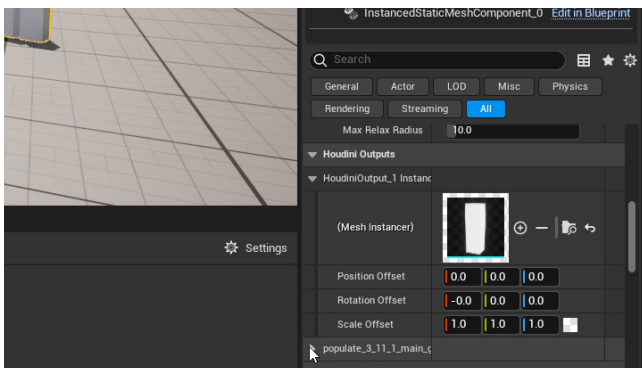 InstancedStaticMeshComponent_0 Edit in Blueprint
Search
General Actor LOD Misc Physics
Rendering Streaming All
Max Relax Radius 10.0
Houdini Outputs
HoudiniOutput_1 Instanc
(Mesh Instancer)
Settings
Position Offset 0.0 0.0 0.0
Rotation Offset -0.0 0.0 0.0
Scale Offset 1.0 1.0 1.0
populate_3_11_1_main_g